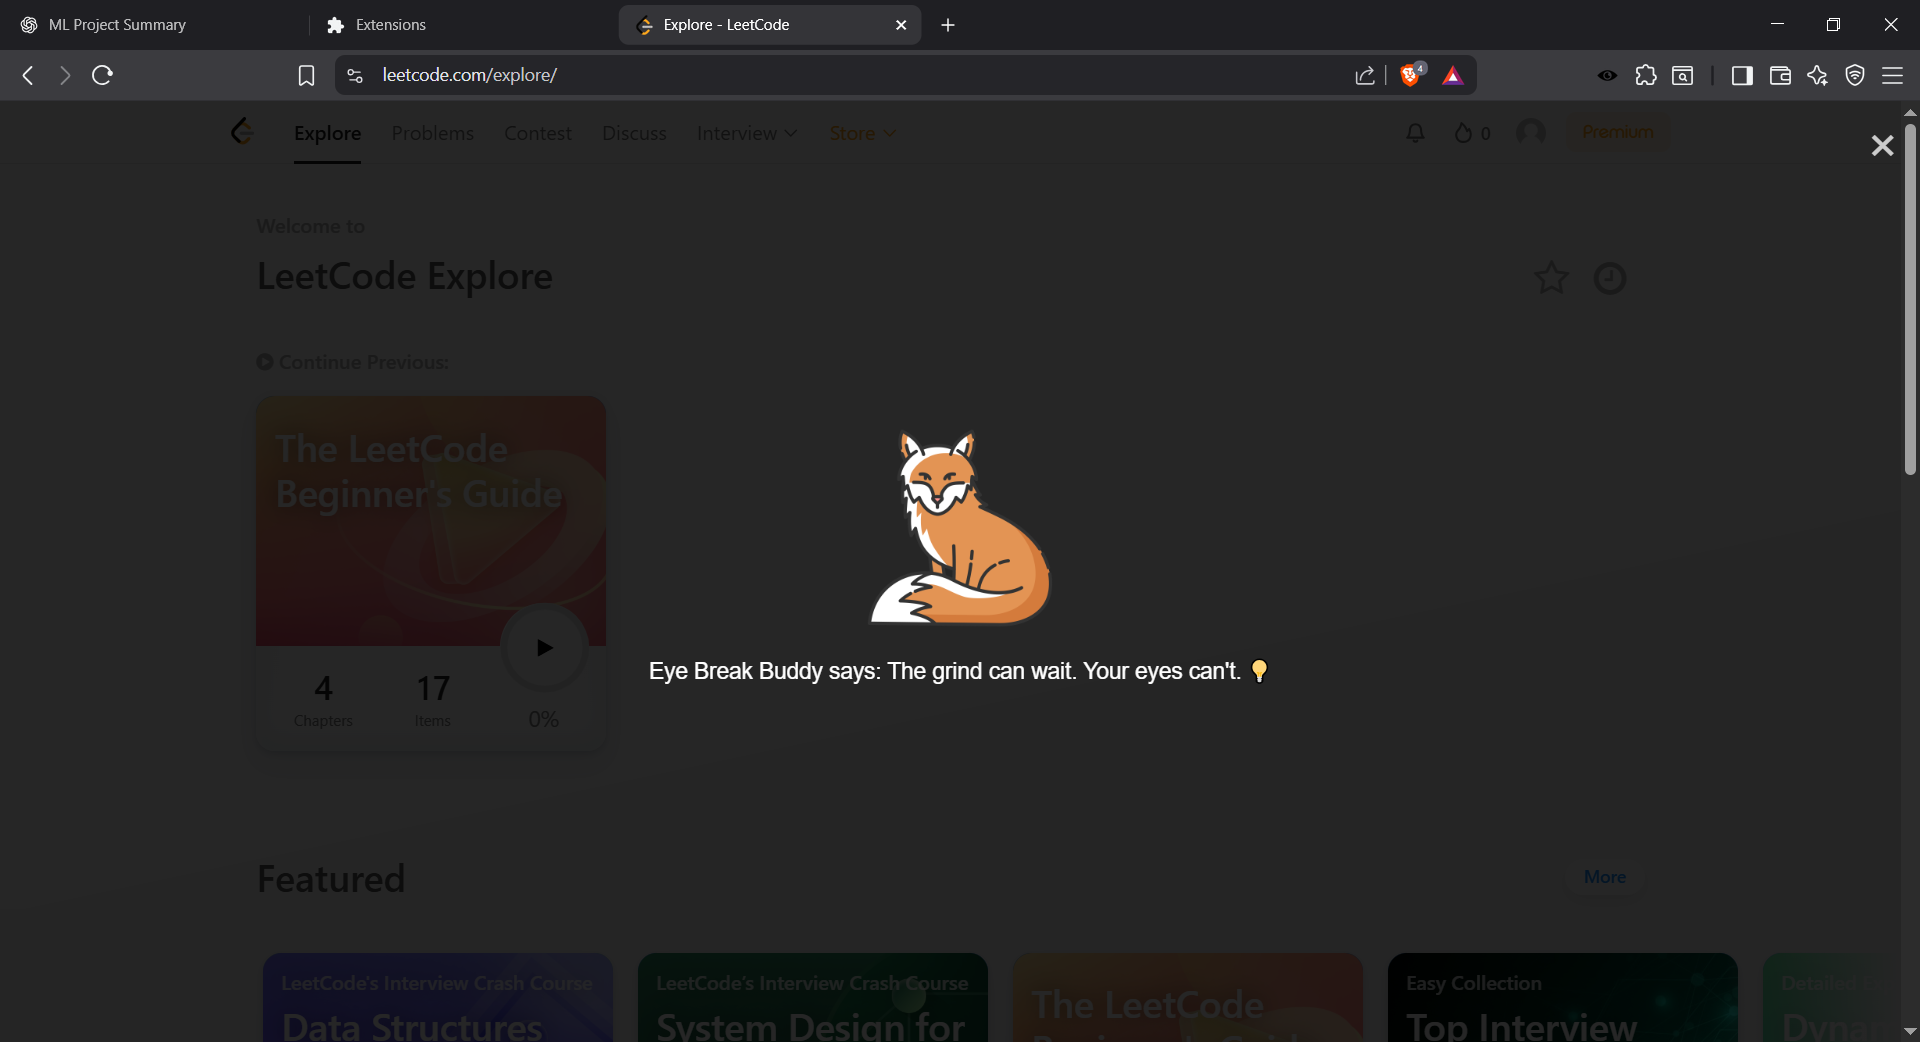 ML Project Summary
Extensions
Explore - LeetCode
leetcode.com/explore/
4
Explore
Problems
Contest
Discuss
Interview
Store
0
Premium
Welcome to
LeetCode Explore
Continue Previous:
The LeetCode
Beginner's Guide
4
Chapters
17
Items
0%
Eye Break Buddy says: The grind can wait. Your eyes can't. 💡
Featured
More
LeetCode's Interview Crash Course
Data Structures
LeetCode's Interview Crash Course
System Design for
The LeetCode
Beginner's Guide
Easy Collection
Top Interview
Detailed
Dyna